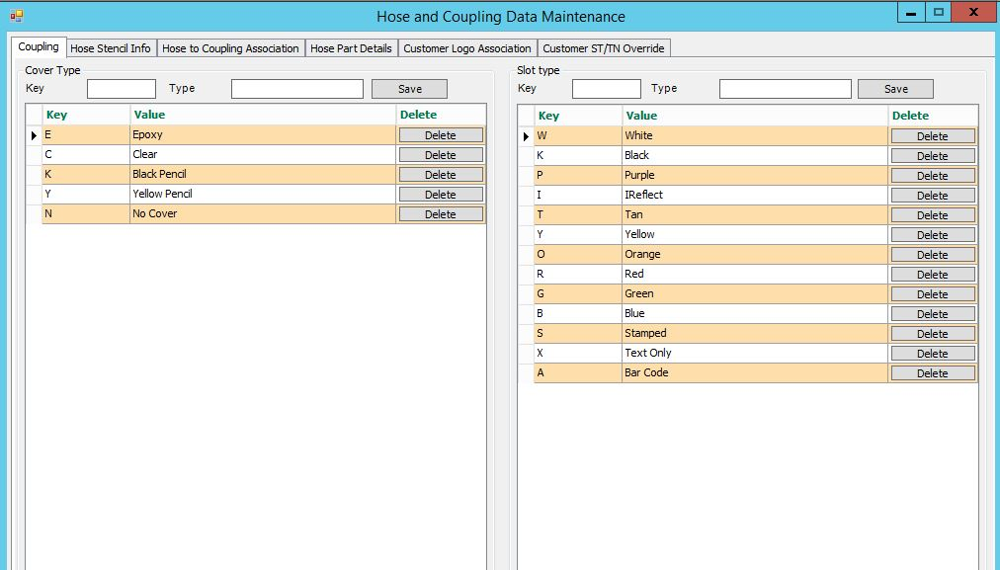 Hose and Coupling Data Maintenance
X
Coupling Hose Stencil Info Hose to Coupling Association Hose Part Details Customer Logo Association Customer ST/TN Override
Cover Type
Key Type Save
Key Value Delete
E Epoxy Delete
C Clear Delete
K Black Pencil Delete
Y Yellow Pencil Delete
N No Cover Delete
Slot type
Key Type Save
Key Value Delete
W White Delete
K Black Delete
P Purple Delete
I IReflect Delete
T Tan Delete
Y Yellow Delete
O Orange Delete
R Red Delete
G Green Delete
B Blue Delete
S Stamped Delete
X Text Only Delete
A Bar Code Delete